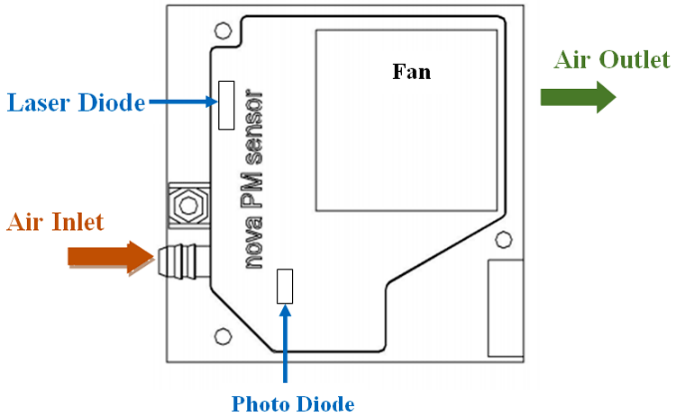 Fan
Air Outlet
Laser Diode
nova PM sensor
Air Inlet
Photo Diode